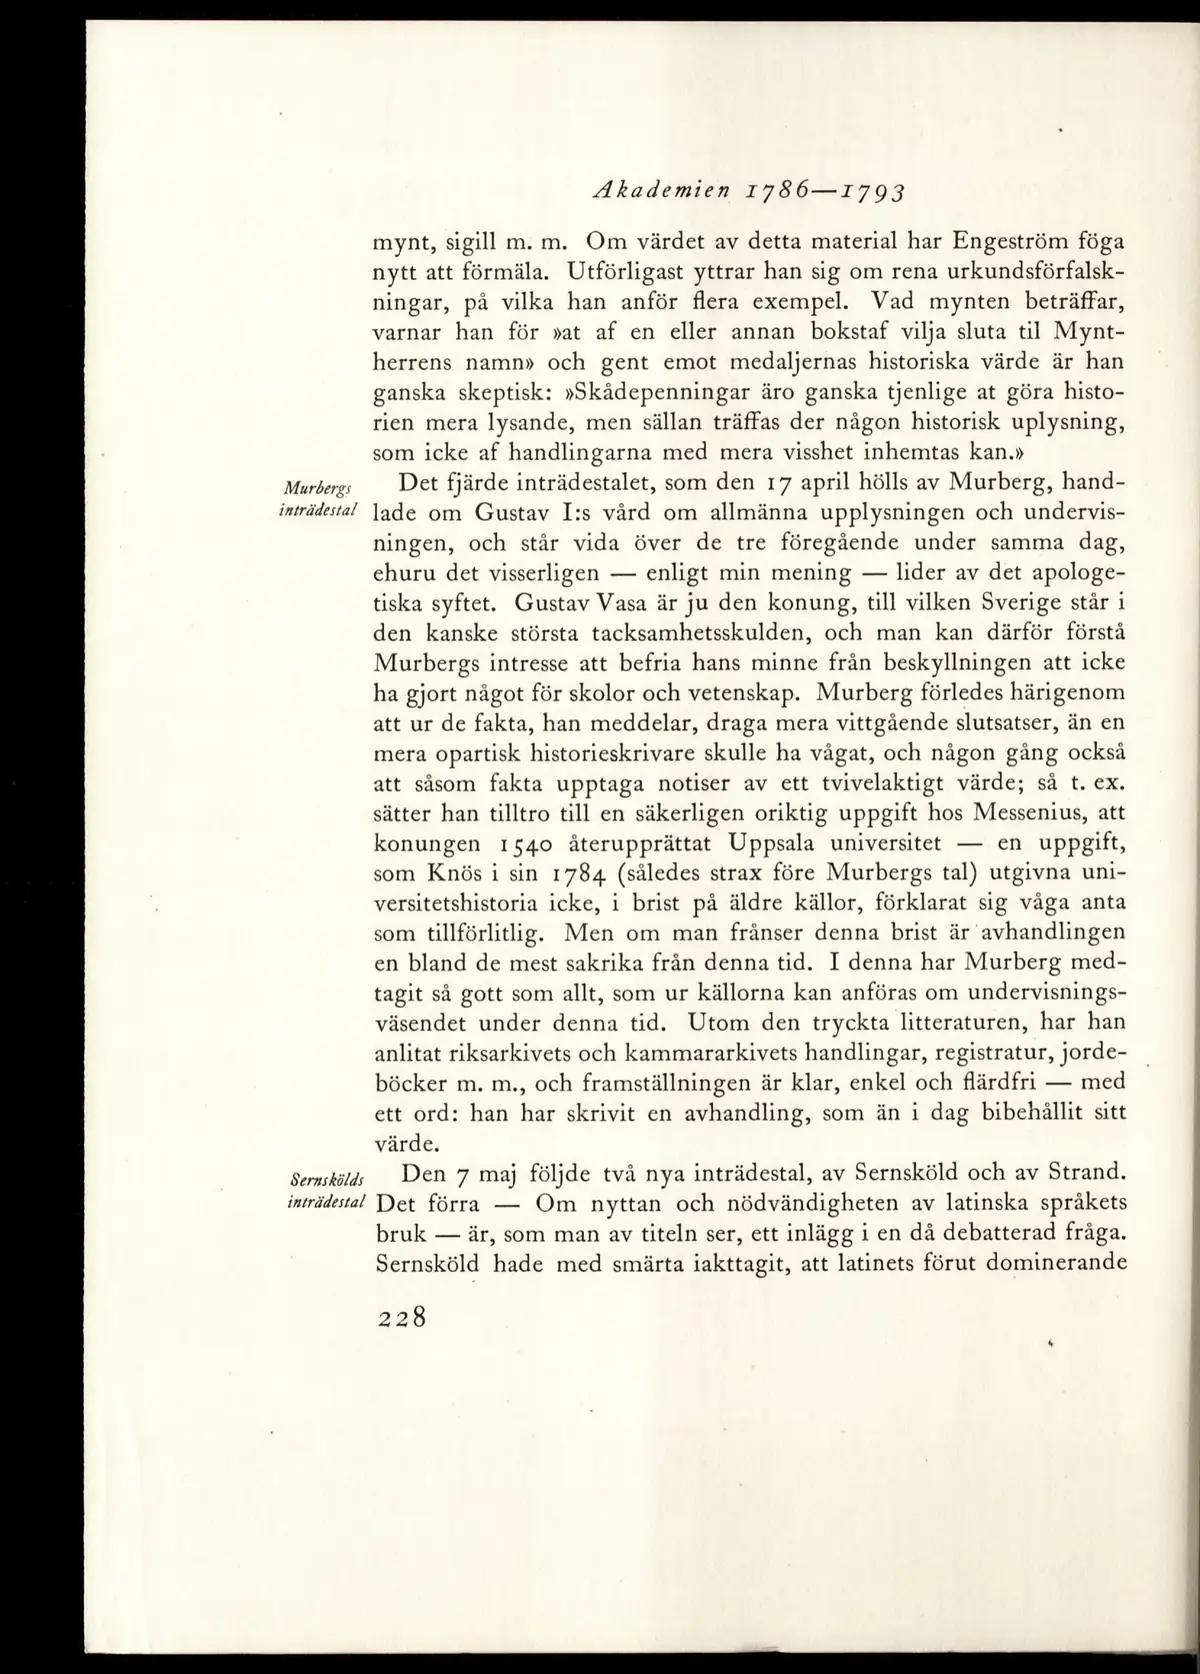 Akademien 1786—1793
mynt, sigill m. m. Om värdet av detta material har Engeström föga
nytt att förmäla. Utförligast yttrar han sig om rena urkundsförfalsk-
ningar, på vilka han anför flera exempel. Vad mynten beträffar,
varnar han för »at af en eller annan bokstaf vilja sluta til Mynt-
herrens namn» och gent emot medaljernas historiska värde är han
ganska skeptisk: »Skådepenningar äro ganska tjenlige at göra histo-
rien mera lysande, men sällan träffas der någon historisk uplysning,
som icke af handlingarna med mera visshet inhemtas kan.»
Murbergs
inträdestal
Det fjärde inträdestalet, som den 17 april hölls av Murberg, hand-
lade om Gustav I:s vård om allmänna upplysningen och undervis-
ningen, och står vida över de tre föregående under samma dag,
ehuru det visserligen — enligt min mening — lider av det apologe-
tiska syftet. Gustav Vasa är ju den konung, till vilken Sverige står i
den kanske största tacksamhetsskulden, och man kan därför förstå
Murbergs intresse att befria hans minne från beskyllningen att icke
ha gjort något för skolor och vetenskap. Murberg förledes härigenom
att ur de fakta, han meddelar, draga mera vittgående slutsatser, än en
mera opartisk historieskrivare skulle ha vågat, och någon gång också
att såsom fakta upptaga notiser av ett tvivelaktigt värde; så t. ex.
sätter han tilltro till en säkerligen oriktig uppgift hos Messenius, att
konungen 1540 återupprättat Uppsala universitet — en uppgift,
som Knös i sin 1784 (således strax före Murbergs tal) utgivna uni-
versitetshistoria icke, i brist på äldre källor, förklarat sig våga anta
som tillförlitlig. Men om man frånser denna brist är avhandlingen
en bland de mest sakrika från denna tid. I denna har Murberg med-
tagit så gott som allt, som ur källorna kan anföras om undervisnings-
väsendet under denna tid. Utom den tryckta litteraturen, har han
anlitat riksarkivets och kammararkivets handlingar, registratur, jorde-
böcker m. m., och framställningen är klar, enkel och flärdfri — med
ett ord: han har skrivit en avhandling, som än i dag bibehållit sitt
värde.
Sernskölds
inträdestal
Den 7 maj följde två nya inträdestal, av Sernsköld och av Strand.
Det förra — Om nyttan och nödvändigheten av latinska språkets
bruk — är, som man av titeln ser, ett inlägg i en då debatterad fråga.
Sernsköld hade med smärta iakttagit, att latinets förut dominerande
228